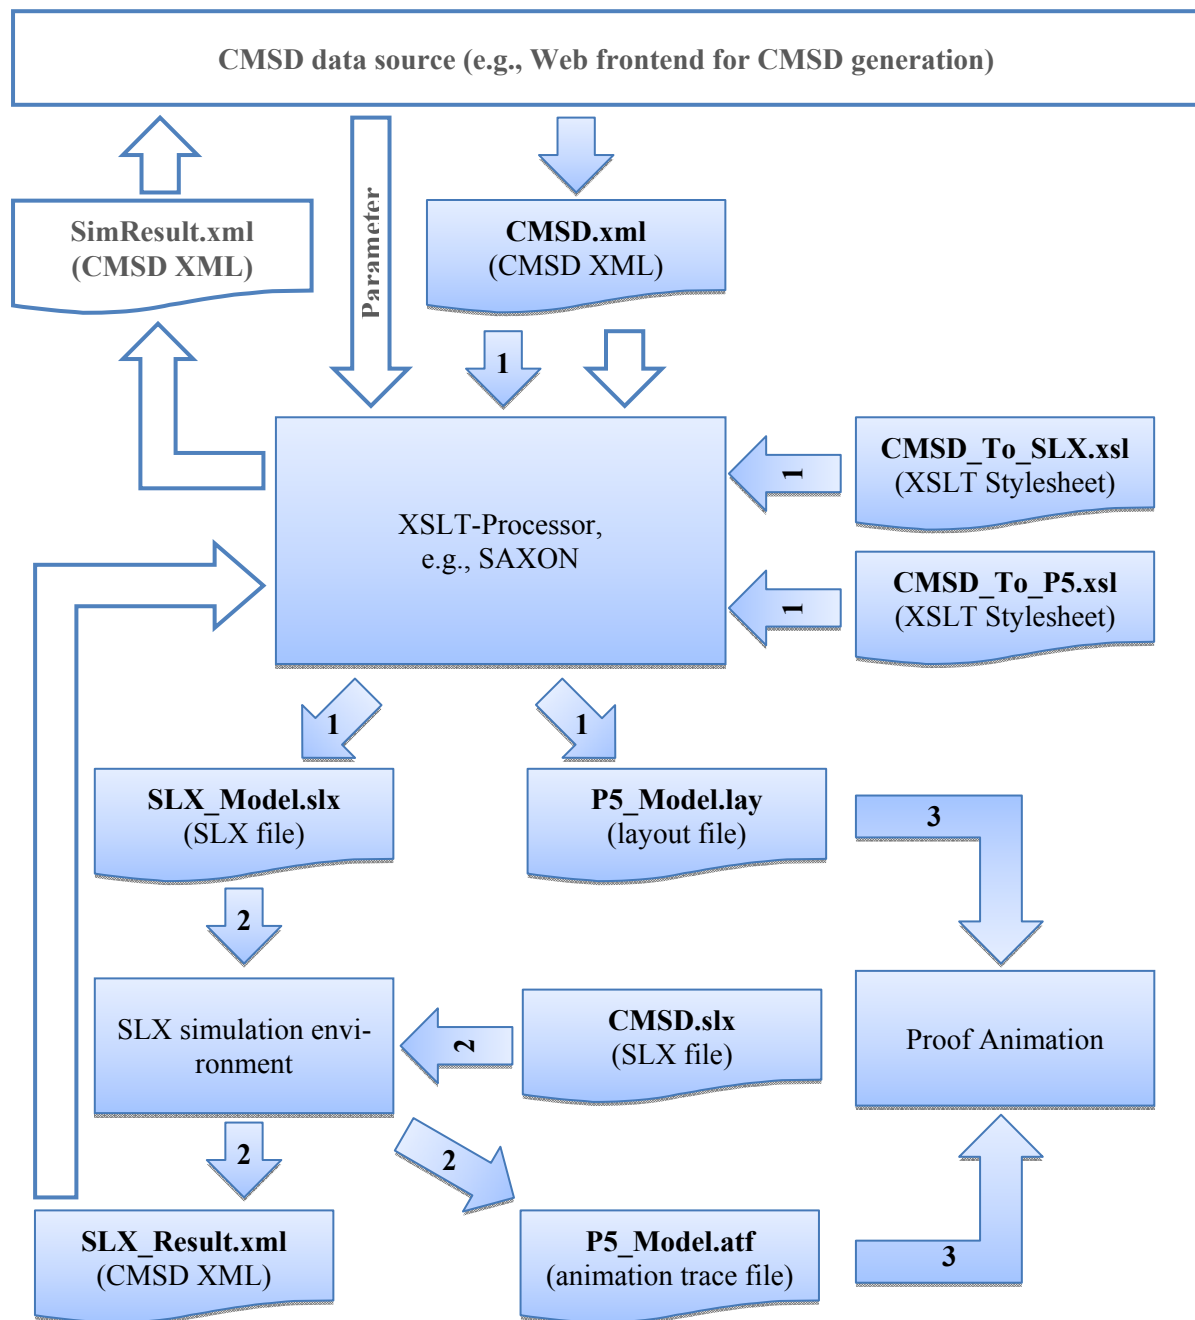 CMSD data source (e.g., Web frontend for CMSD generation)
SimResult.xml
(CMSD XML)
Parameter
CMSD.xml
(CMSD XML)
1
XSLT-Processor,
e.g., SAXON
1
CMSD_To_SLX.xsl
(XSLT Stylesheet)
1
CMSD_To_P5.xsl
(XSLT Stylesheet)
1
1
SLX_Model.slx
(SLX file)
P5_Model.lay
(layout file)
3
2
SLX simulation envi-
ronment
2
CMSD.slx
(SLX file)
Proof Animation
2
2
SLX_Result.xml
(CMSD XML)
P5_Model.atf
(animation trace file)
3